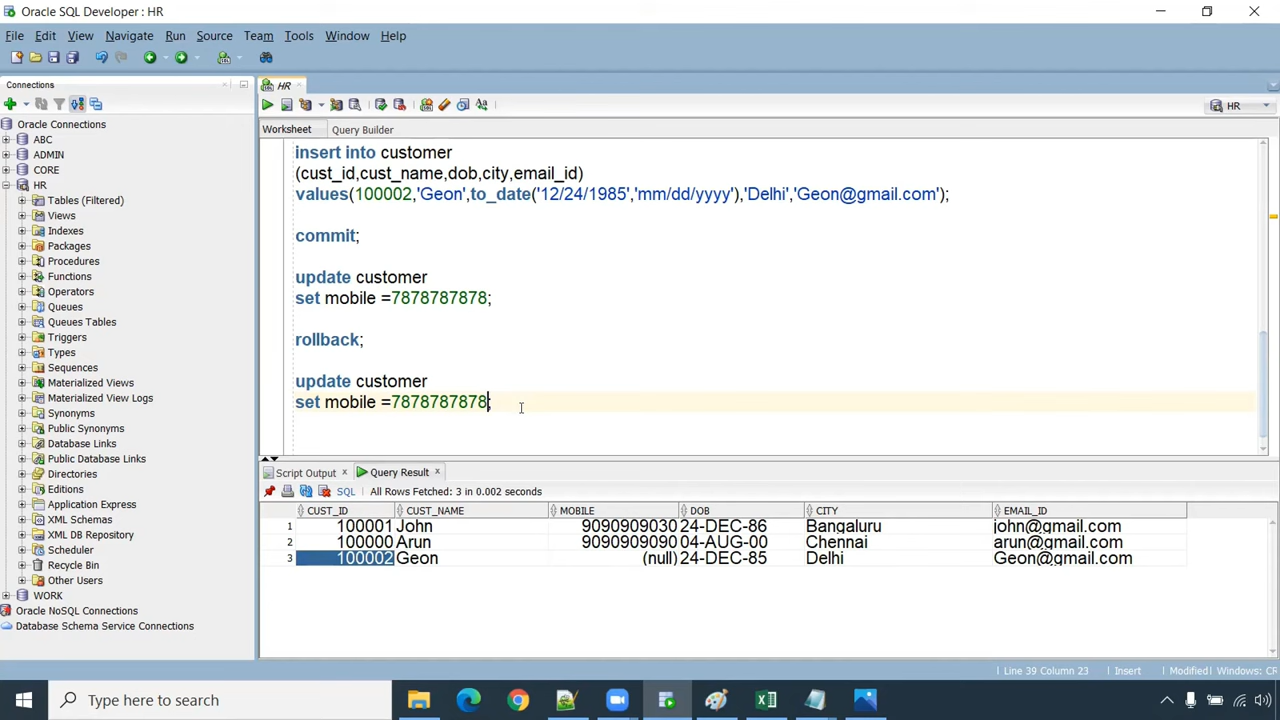 Oracle SQL Developer : HR
File Edit View Navigate Run Source Team Tools Window Help
Connections
HR
HR
Worksheet Query Builder
Oracle Connections
ABC
ADMIN
CORE
HR
Tables (Filtered)
Views
Indexes
Packages
Procedures
Functions
Operators
Queues
Queues Tables
Triggers
Types
Sequences
Materialized Views
Materialized View Logs
Synonyms
Public Synonyms
Database Links
Public Database Links
Directories
Editions
Application Express
XML Schemas
XML DB Repository
Scheduler
Recycle Bin
Other Users
WORK
Oracle NoSQL Connections
Database Schema Service Connections
insert into customer
(cust_id,cust_name,dob,city,email_id)
values(100002,'Geon',to_date('12/24/1985','mm/dd/yyyy'),'Delhi','Geon@gmail.com');
commit;
update customer
set mobile =7878787878;
rollback;
update customer
set mobile =7878787878;
Script Output Query Result
SQL All Rows Fetched: 3 in 0.002 seconds
CUST_ID CUST_NAME MOBILE DOB CITY EMAIL_ID
1 100001 John 9090909030 24-DEC-86 Bangaluru john@gmail.com
2 100000 Arun 9090909090 04-AUG-00 Chennai arun@gmail.com
3 100002 Geon (null) 24-DEC-85 Delhi Geon@gmail.com
Line 39 Column 23 Insert Modified Windows: CR
Type here to search